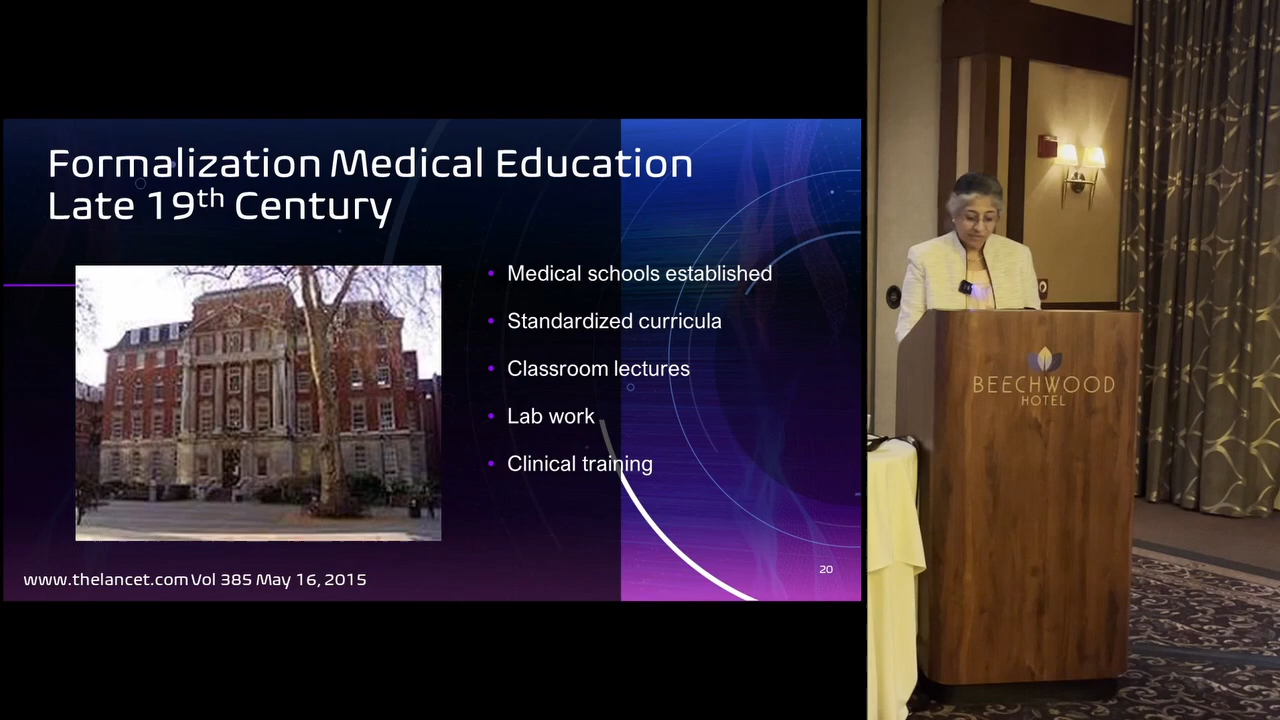 Formalization Medical Education
Late 19th Century
• Medical schools established
• Standardized curricula
• Classroom lectures
• Lab work
• Clinical training
www.thelancet.com Vol 385 May 16, 2015
20
BEECHWOOD
HOTEL